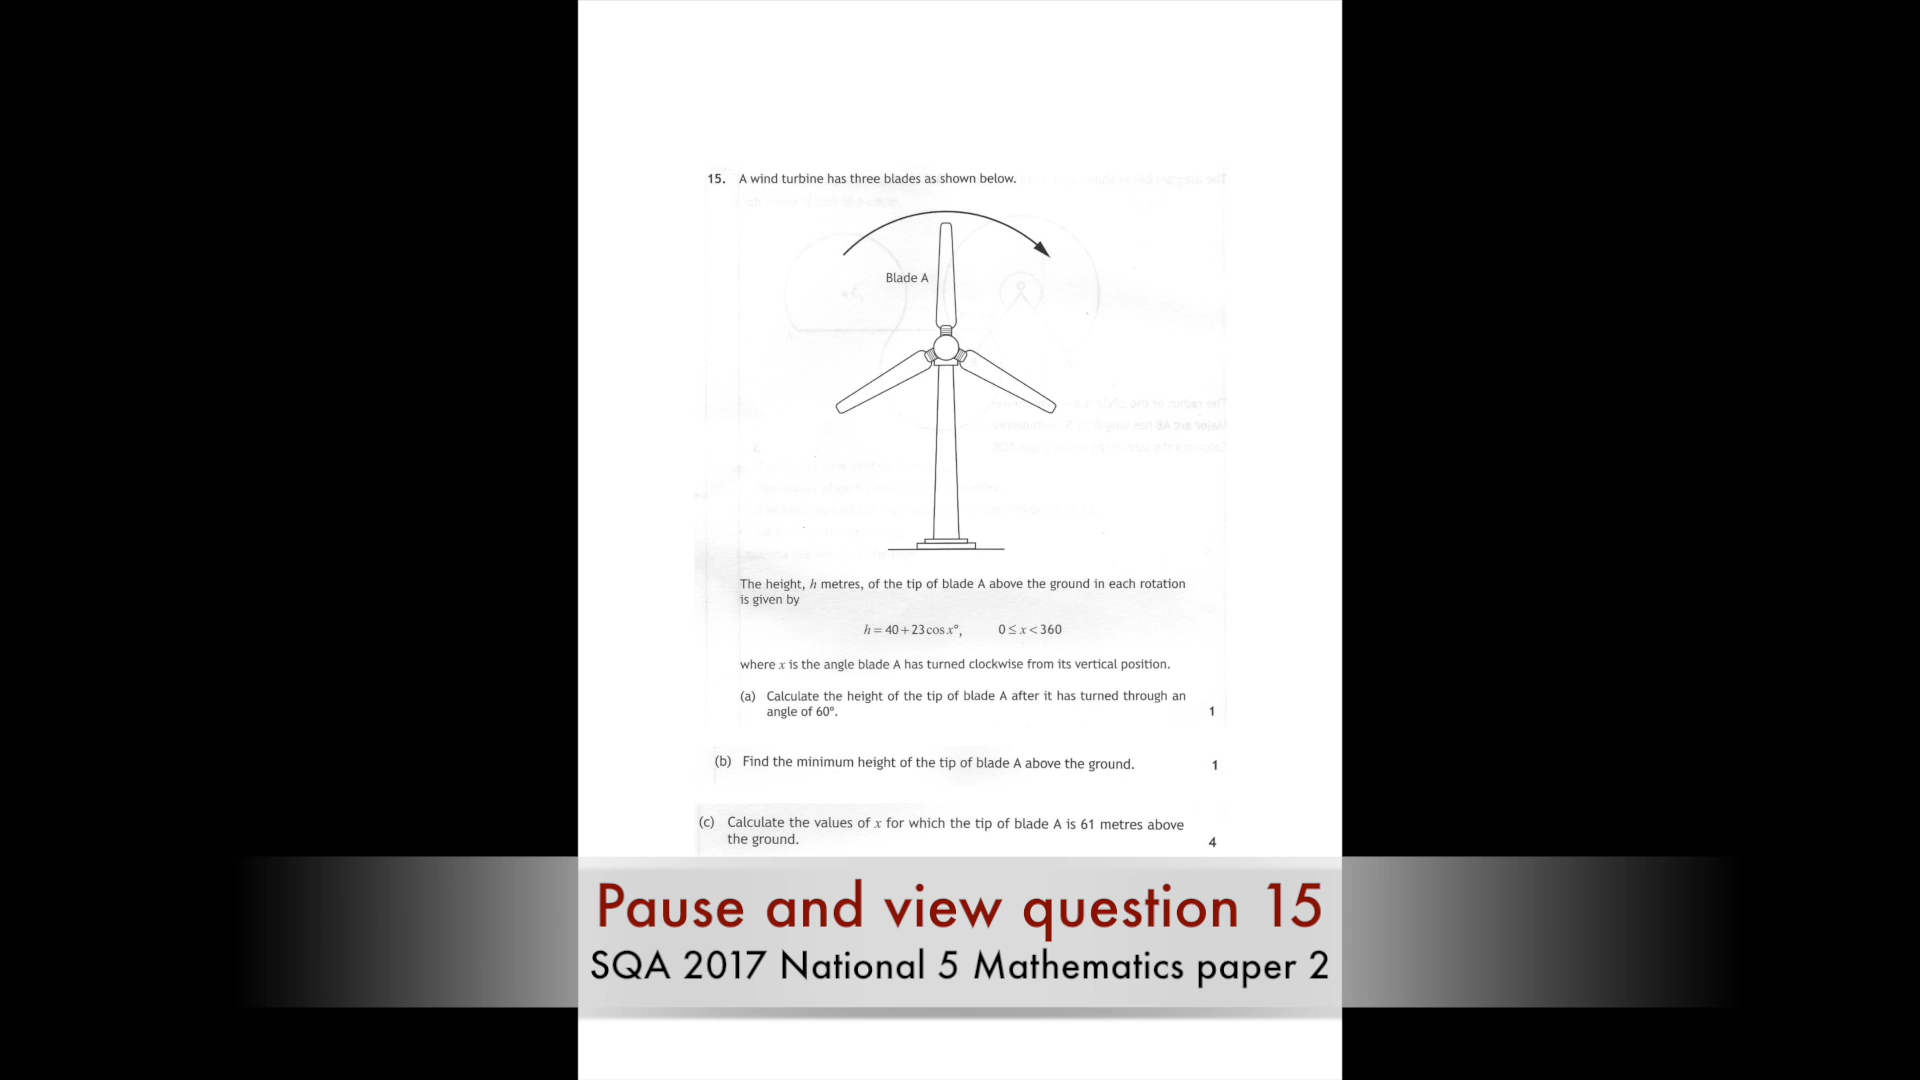 15. A wind turbine has three blades as shown below.
Blade A
The height, h metres, of the tip of blade A above the ground in each rotation
is given by
h = 40 + 23 cos x°, 0 ≤ x < 360
where x is the angle blade A has turned clockwise from its vertical position.
(a) Calculate the height of the tip of blade A after it has turned through an
angle of 60°. 1
(b) Find the minimum height of the tip of blade A above the ground. 1
(c) Calculate the values of x for which the tip of blade A is 61 metres above
the ground. 4
Pause and view question 15
SQA 2017 National 5 Mathematics paper 2